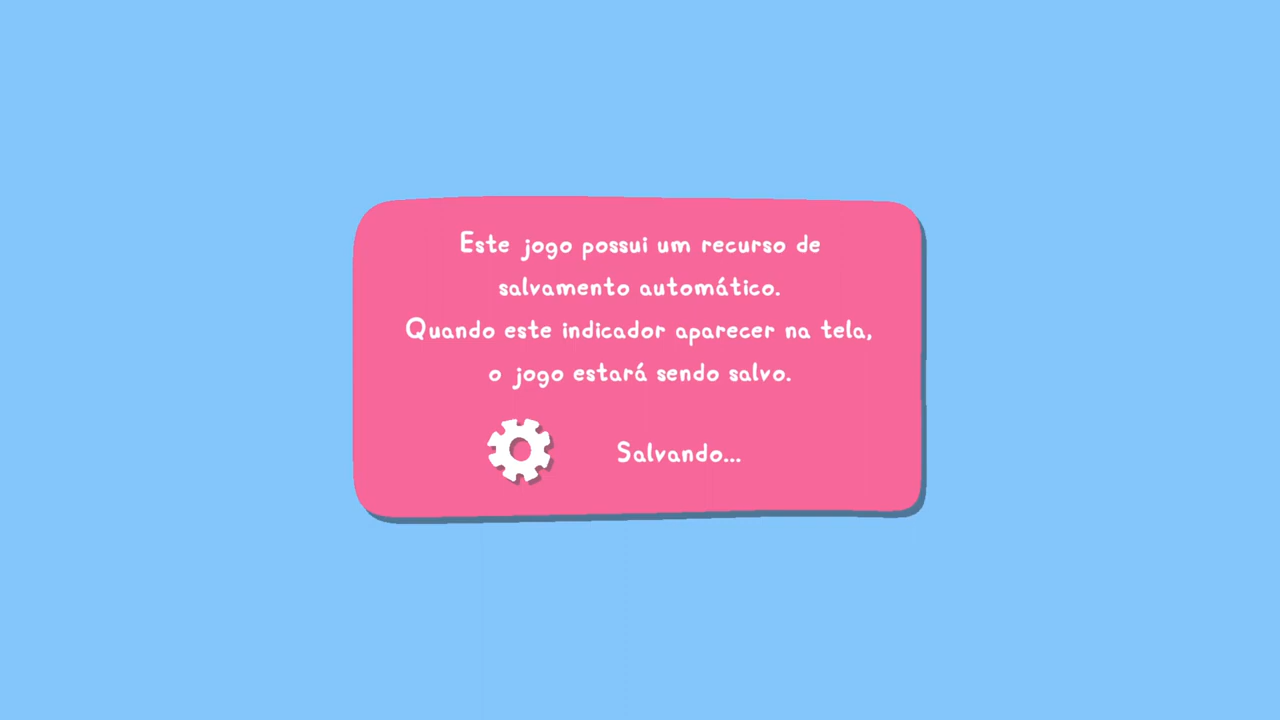 Este jogo possui um recurso de
salvamento automático.
Quando este indicador aparecer na tela,
o jogo estará sendo salvo.
Salvando...